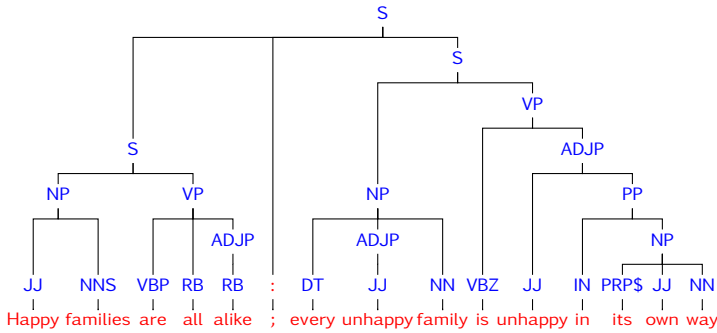 S
S
VP
S ADJP
NP VP NP PP
ADJP ADJP NP
JJ NNS VBP RB RB : DT JJ NN VBZ JJ IN PRP$ JJ NN
Happy families are all alike ; every unhappy family is unhappy in its own way